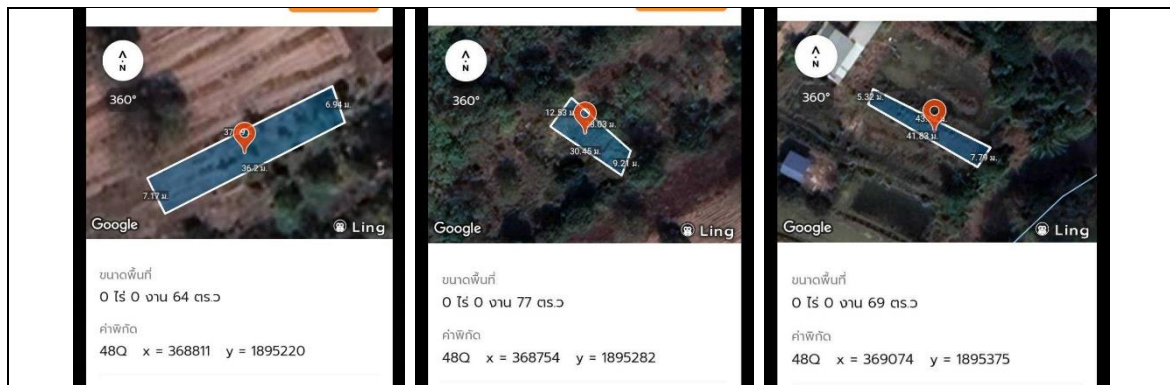 N
360°
6.94 ม.
36.2 ม.
7.17 ม.
Google
Ling
ขนาดพื้นที่
0 ไร่ 0 งาน 64 ตร.ว
ค่าพิกัด
48Q x = 368811 y = 1895220
N
360°
12.53 ม.
30.45 ม.
9.21 ม.
Google
Ling
ขนาดพื้นที่
0 ไร่ 0 งาน 77 ตร.ว
ค่าพิกัด
48Q x = 368754 y = 1895282
N
360°
5.32 ม.
41.83 ม.
7.79 ม.
Google
Ling
ขนาดพื้นที่
0 ไร่ 0 งาน 69 ตร.ว
ค่าพิกัด
48Q x = 369074 y = 1895375